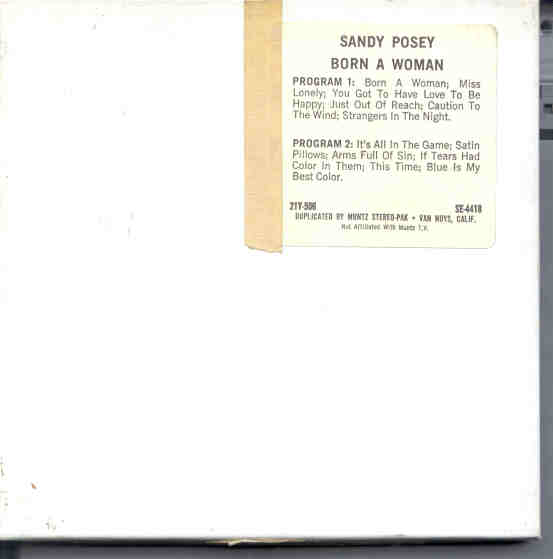 SANDY POSEY
BORN A WOMAN
PROGRAM 1: Born A Woman; Miss
Lonely; You Got To Have Love To Be
Happy; Just Out Of Reach; Caution To
The Wind; Strangers In The Night.
PROGRAM 2: It's All In The Game; Satin
Pillows; Arms Full Of Sin; If Tears Had
Color In Them; This Time; Blue Is My
Best Color.
21Y-506 SE-4418
DUPLICATED BY MUNTZ STEREO-PAK • VAN NUYS, CALIF.
Not Affiliated With Muntz T.V.